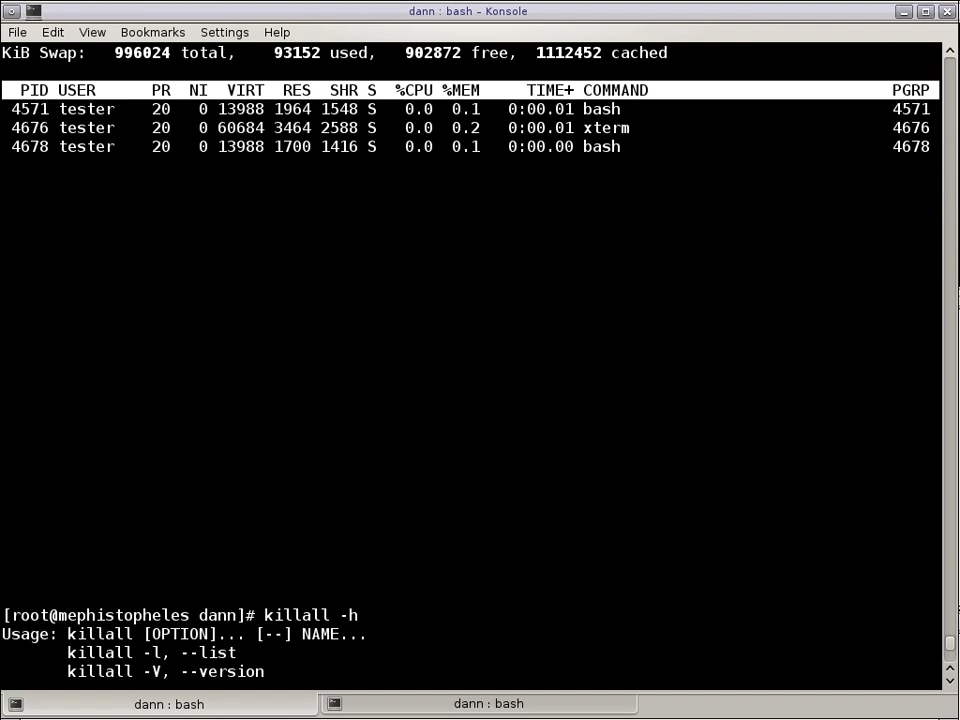 dann : bash – Konsole
File Edit View Bookmarks Settings Help
KiB Swap: 996024 total, 93152 used, 902872 free, 1112452 cached
PID USER PR NI VIRT RES SHR S %CPU %MEM TIME+ COMMAND PGRP
4571 tester 20 0 13988 1964 1548 S 0.0 0.1 0:00.01 bash 4571
4676 tester 20 0 60684 3464 2588 S 0.0 0.2 0:00.01 xterm 4676
4678 tester 20 0 13988 1700 1416 S 0.0 0.1 0:00.00 bash 4678
[root@mephistopheles dann]# killall -h
Usage: killall [OPTION]... [--] NAME...
killall -l, --list
killall -V, --version
dann : bash dann : bash